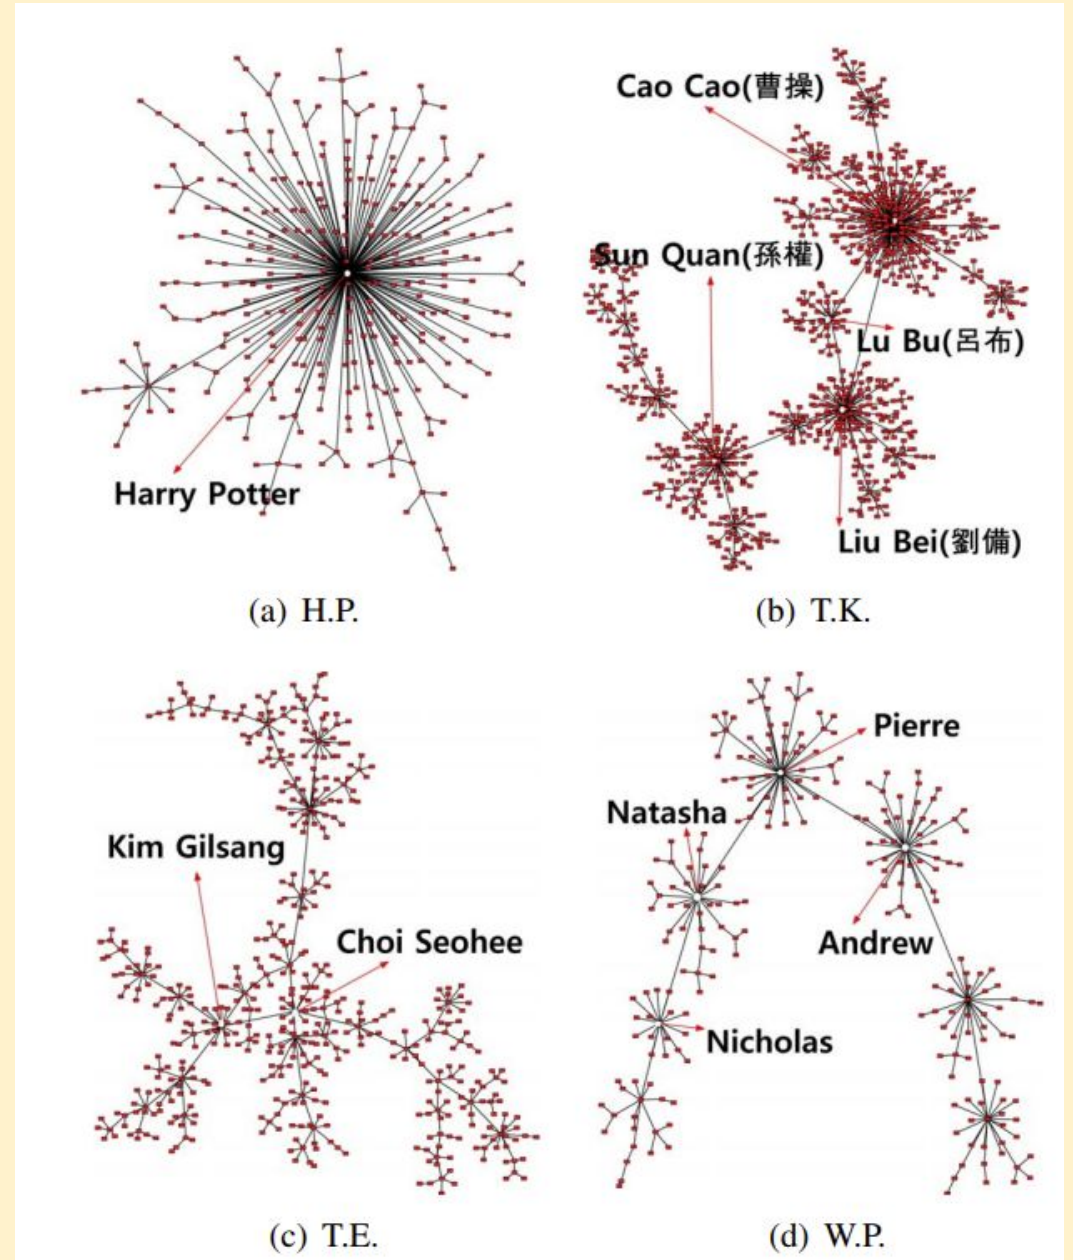 Harry Potter
(a) H.P.
Cao Cao(曹操)
Sun Quan(孫權)
Lu Bu(呂布)
Liu Bei(劉備)
(b) T.K.
Kim Gilsang
Choi Seohee
(c) T.E.
Pierre
Natasha
Andrew
Nicholas
(d) W.P.